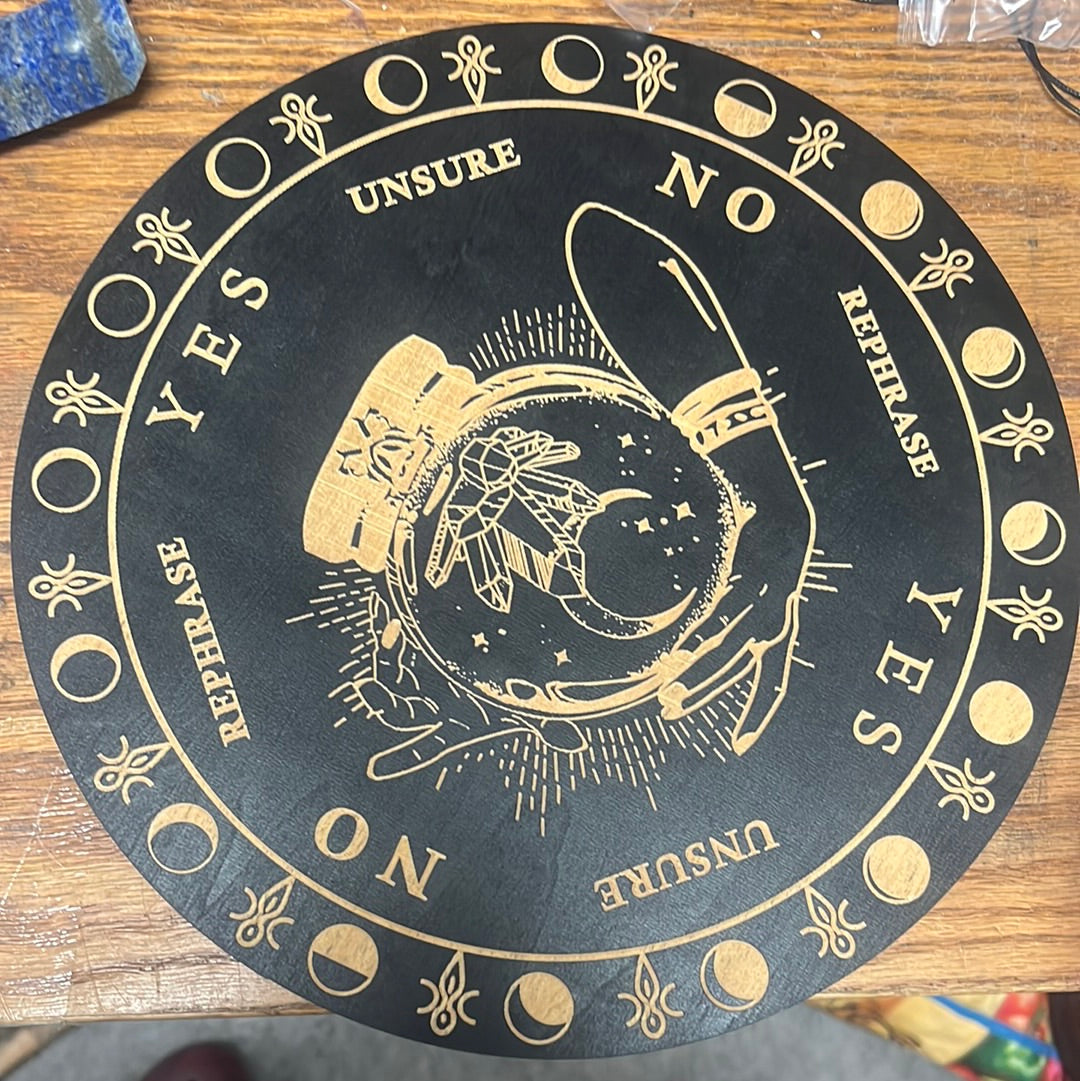 UNSURE
NO
REPHRASE
YES
UNSURE
NO
REPHRASE
YES